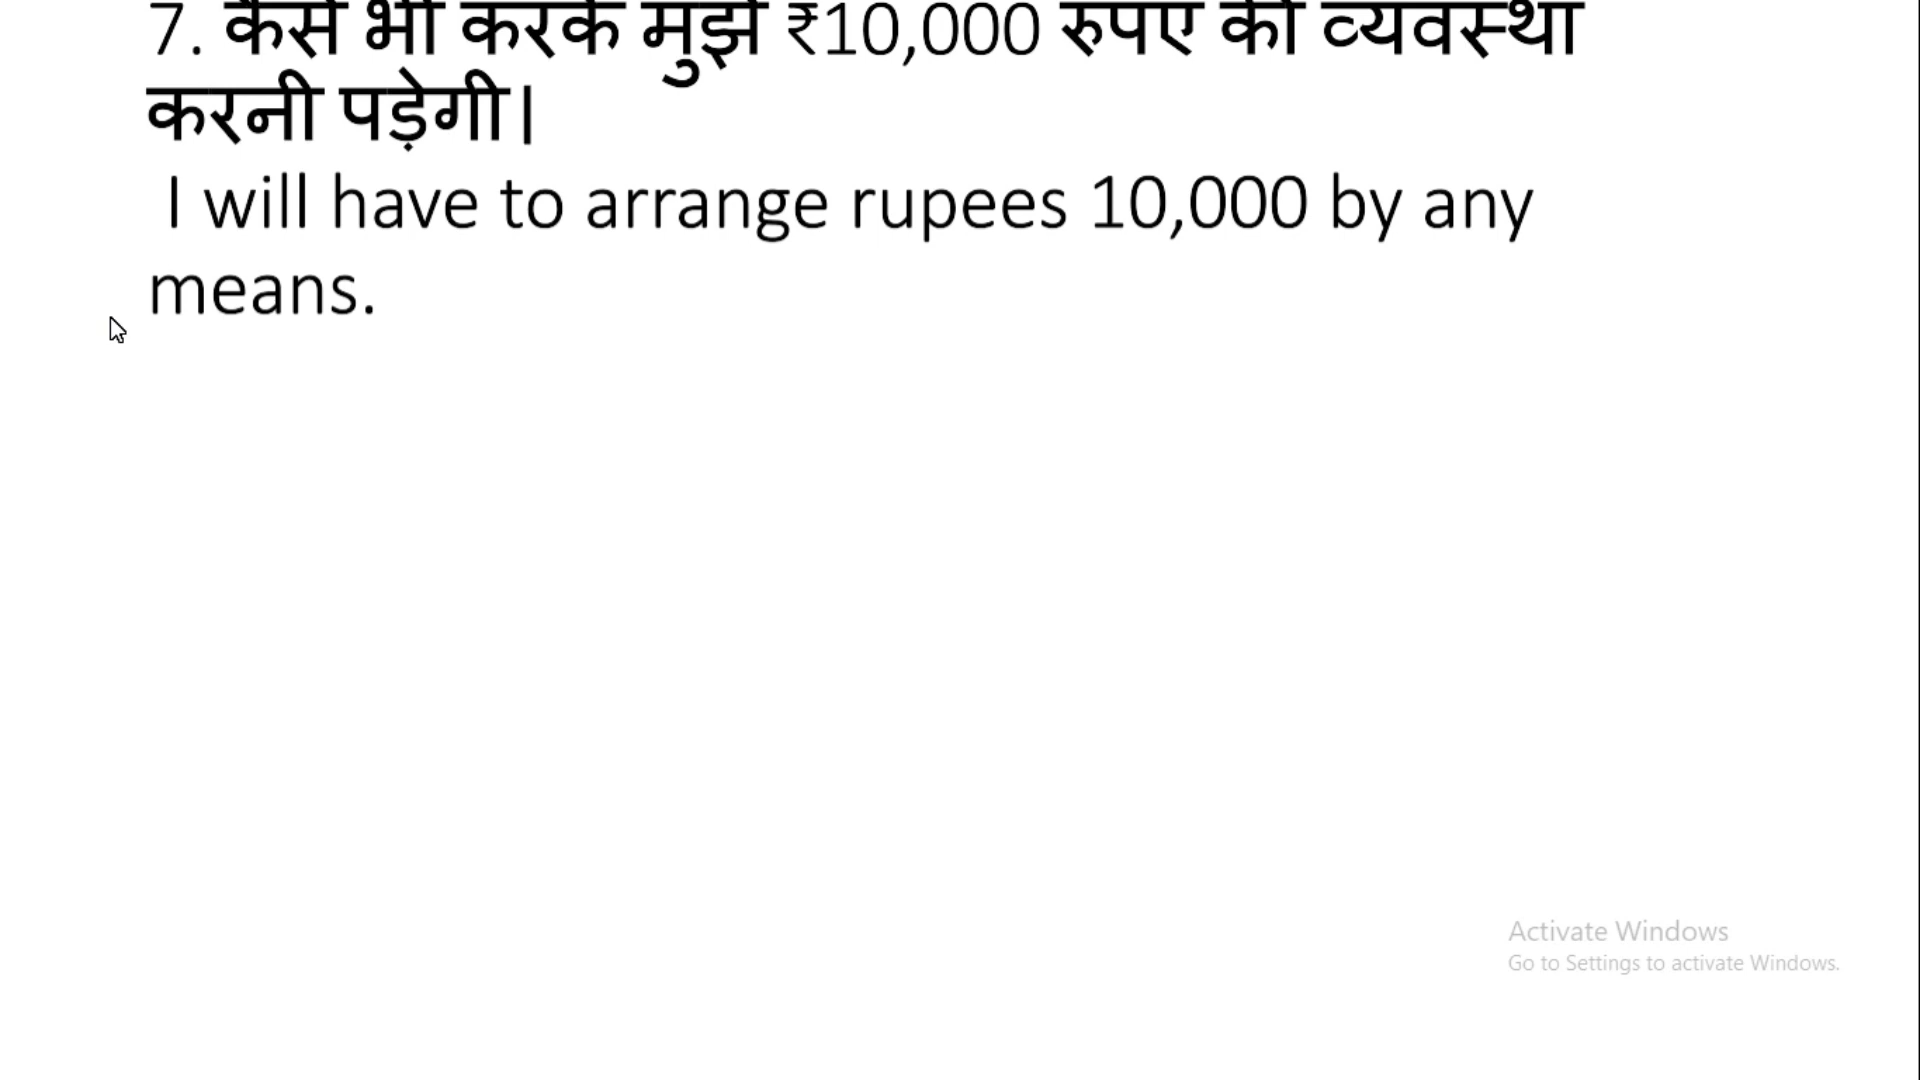 7. कैसे भी करके मुझे ₹10,000 रुपए की व्यवस्था
करनी पड़ेगी।
I will have to arrange rupees 10,000 by any
means.
Activate Windows
Go to Settings to activate Windows.